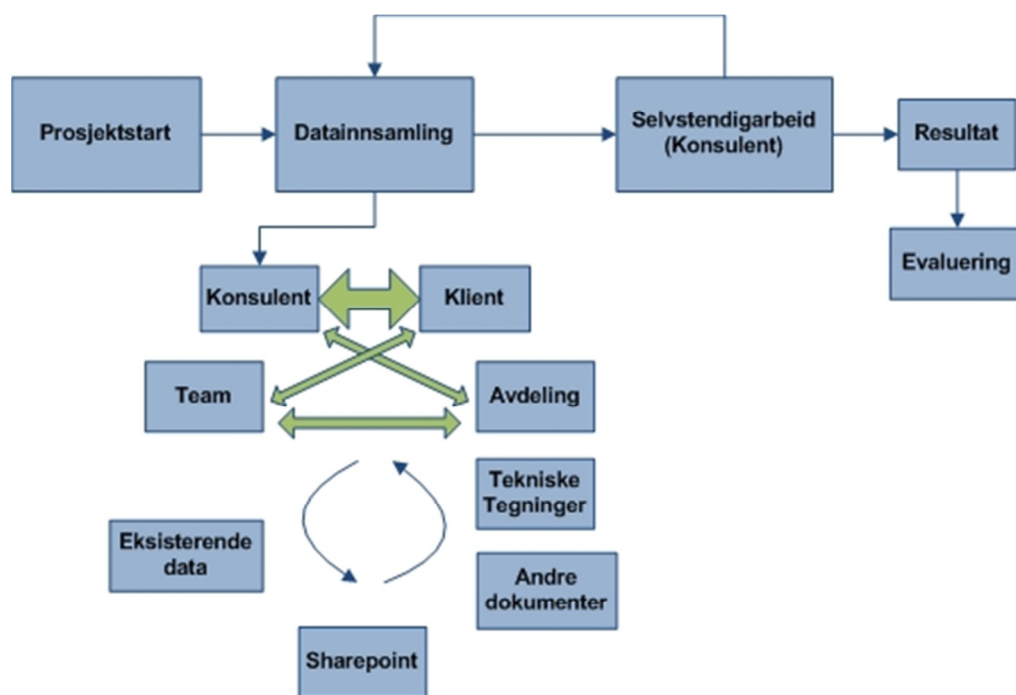 Prosjektstart
Datainnsamling
Selvstendigarbeid
(Konsulent)
Resultat
Evaluering
Konsulent
Klient
Team
Avdeling
Tekniske
Tegninger
Eksisterende
data
Andre
dokumenter
Sharepoint